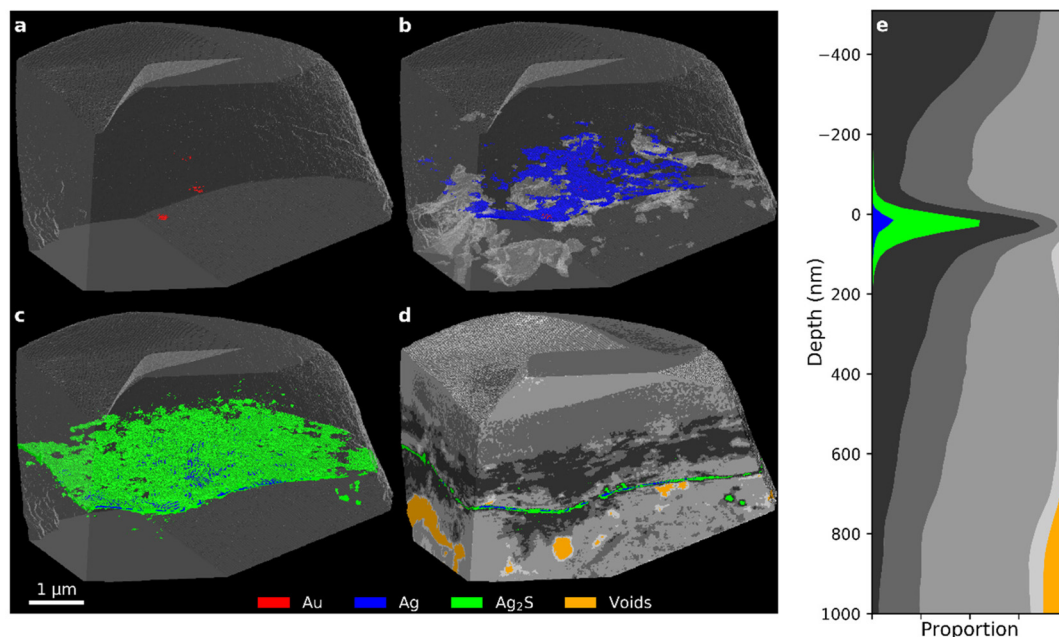 a
b
c
d
1 μm
Au
Ag
Ag₂S
Voids
e
Depth (nm)
-400
-200
0
200
400
600
800
1000
Proportion